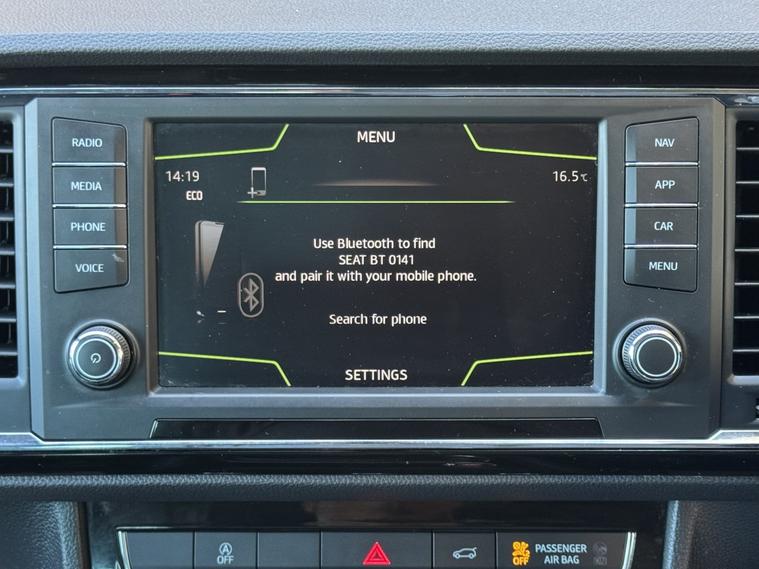 RADIO
MEDIA
PHONE
VOICE
MENU
14:19
ECO
16.5°C
Use Bluetooth to find
SEAT BT 0141
and pair it with your mobile phone.
Search for phone
SETTINGS
NAV
APP
CAR
MENU
A
OFF
OFF
PASSENGER
AIR BAG